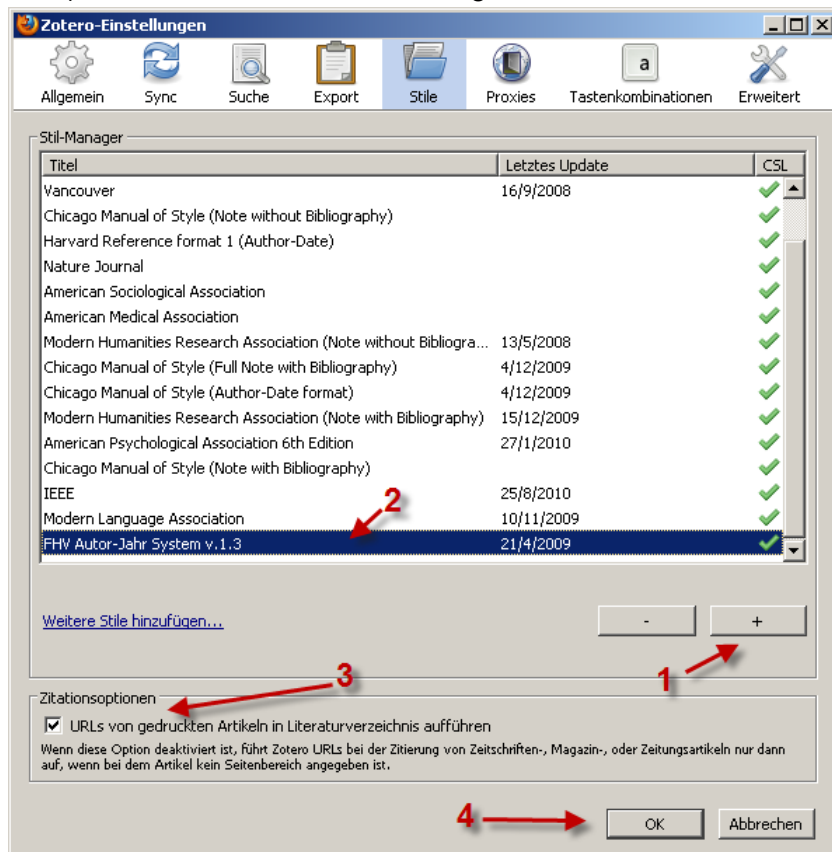 Zotero-Einstellungen
Allgemein Sync Suche Export Stile Proxies Tastenkombinationen Erweitert
a
Stil-Manager
Titel Letztes Update CSL
Vancouver 16/9/2008
Chicago Manual of Style (Note without Bibliography)
Harvard Reference format 1 (Author-Date)
Nature Journal
American Sociological Association
American Medical Association
Modern Humanities Research Association (Note without Bibliogra... 13/5/2008
Chicago Manual of Style (Full Note with Bibliography) 4/12/2009
Chicago Manual of Style (Author-Date format) 4/12/2009
Modern Humanities Research Association (Note with Bibliography) 15/12/2009
American Psychological Association 6th Edition 27/1/2010
Chicago Manual of Style (Note with Bibliography)
IEEE 25/8/2010
2
Modern Language Association 10/11/2009
FHV Autor-Jahr System v.1.3 21/4/2009
Weitere Stile hinzufügen... - +
1
3
Zitationsoptionen
URLs von gedruckten Artikeln in Literaturverzeichnis aufführen
Wenn diese Option deaktiviert ist, führt Zotero URLs bei der Zitierung von Zeitschriften-, Magazin-, oder Zeitungsartikeln nur dann
auf, wenn bei dem Artikel kein Seitenbereich angegeben ist.
4 OK Abbrechen